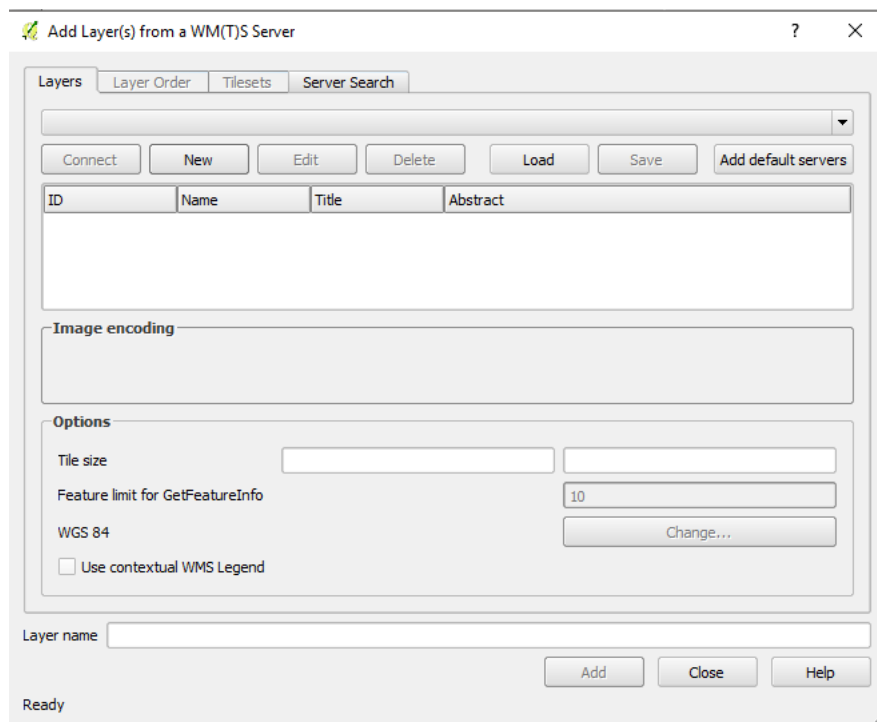 Add Layer(s) from a WM(T)S Server ?
Layers Layer Order Tilesets Server Search
Connect New Edit Delete Load Save Add default servers
ID Name Title Abstract
Image encoding
Options
Tile size
Feature limit for GetFeatureInfo 10
WGS 84 Change...
Use contextual WMS Legend
Layer name
Add Close Help
Ready